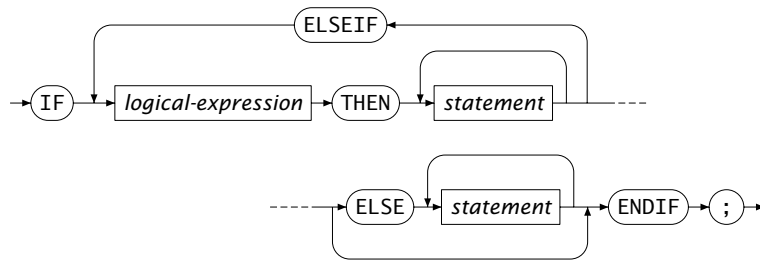 ELSEIF
IF logical-expression THEN statement
ELSE statement ENDIF ;